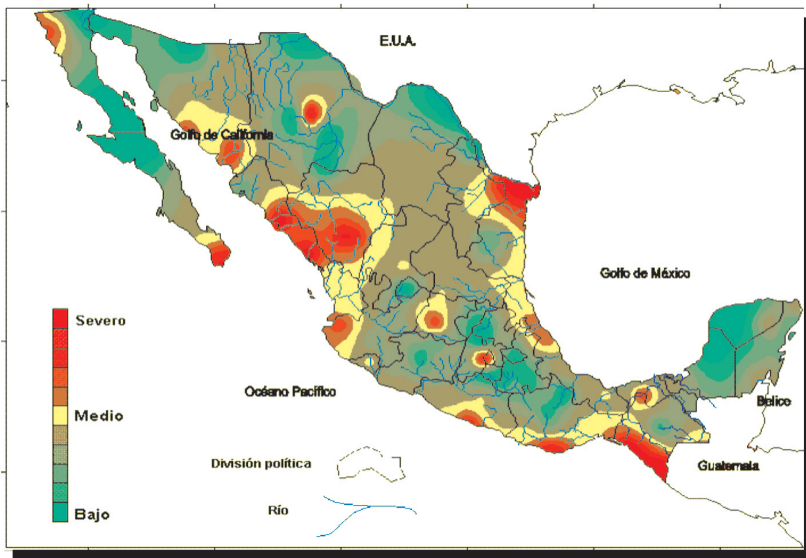 E.U.A.
Golfo de California
Golfo de México
Severo
Medio
Bajo
Océano Pacífico
Belice
Guatemala
División política
Río